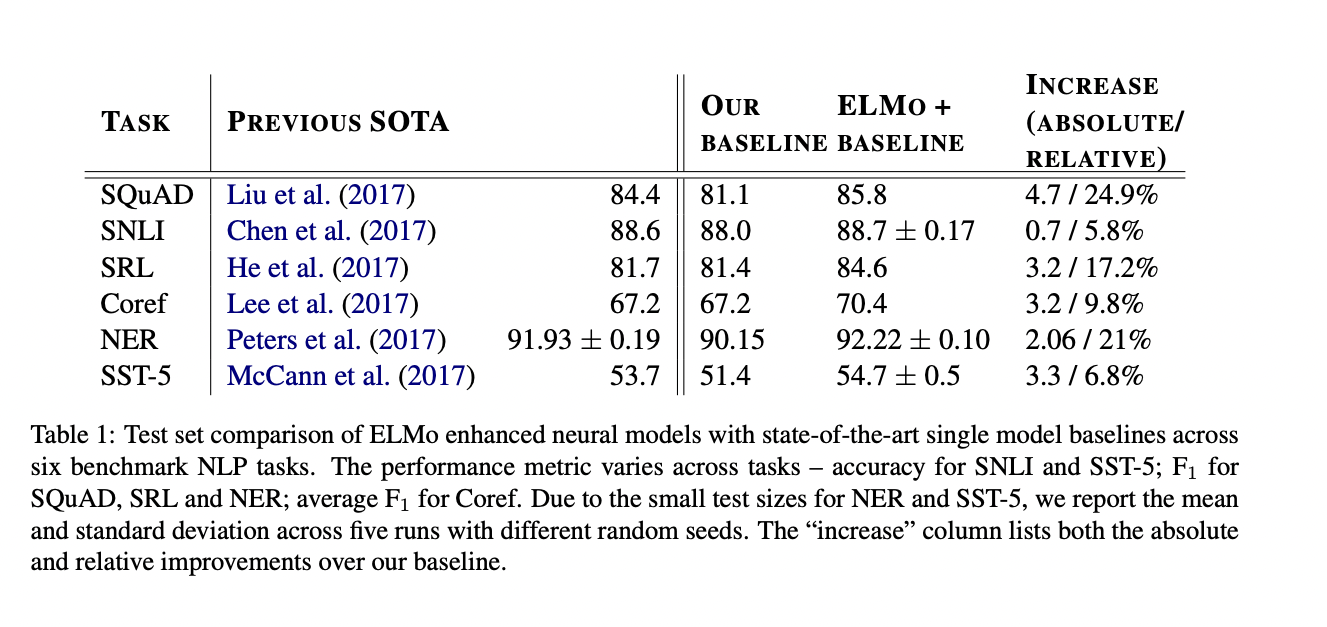 TASK PREVIOUS SOTA OUR BASELINE ELMO + BASELINE INCREASE (ABSOLUTE/ RELATIVE)
SQuAD Liu et al. (2017) 84.4 81.1 85.8 4.7 / 24.9%
SNLI Chen et al. (2017) 88.6 88.0 88.7 ± 0.17 0.7 / 5.8%
SRL He et al. (2017) 81.7 81.4 84.6 3.2 / 17.2%
Coref Lee et al. (2017) 67.2 67.2 70.4 3.2 / 9.8%
NER Peters et al. (2017) 91.93 ± 0.19 90.15 92.22 ± 0.10 2.06 / 21%
SST-5 McCann et al. (2017) 53.7 51.4 54.7 ± 0.5 3.3 / 6.8%
Table 1: Test set comparison of ELMo enhanced neural models with state-of-the-art single model baselines across
six benchmark NLP tasks. The performance metric varies across tasks – accuracy for SNLI and SST-5; F₁ for
SQuAD, SRL and NER; average F₁ for Coref. Due to the small test sizes for NER and SST-5, we report the mean
and standard deviation across five runs with different random seeds. The “increase” column lists both the absolute
and relative improvements over our baseline.